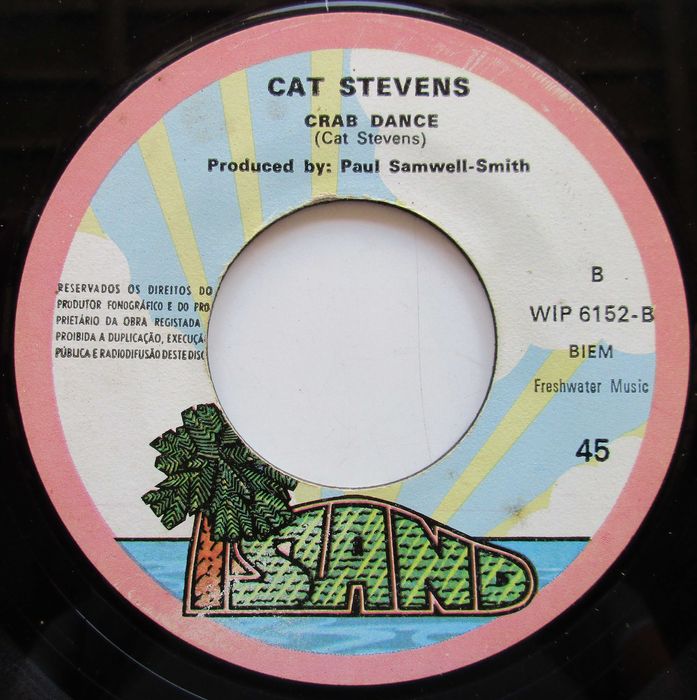 CAT STEVENS
CRAB DANCE
(Cat Stevens)
Produced by: Paul Samwell-Smith
RESERVADOS OS DIREITOS DO
PRODUTOR FONOGRÁFICO E DO PRO
PRIETÁRIO DA OBRA REGISTADA
PROIBIDA A DUPLICAÇÃO, EXECUÇÃ
PÚBLICA E RADIODIFUSÃO DESTE DISC
B
WIP 6152-B
BIEM
Freshwater Music
45
ISLAND